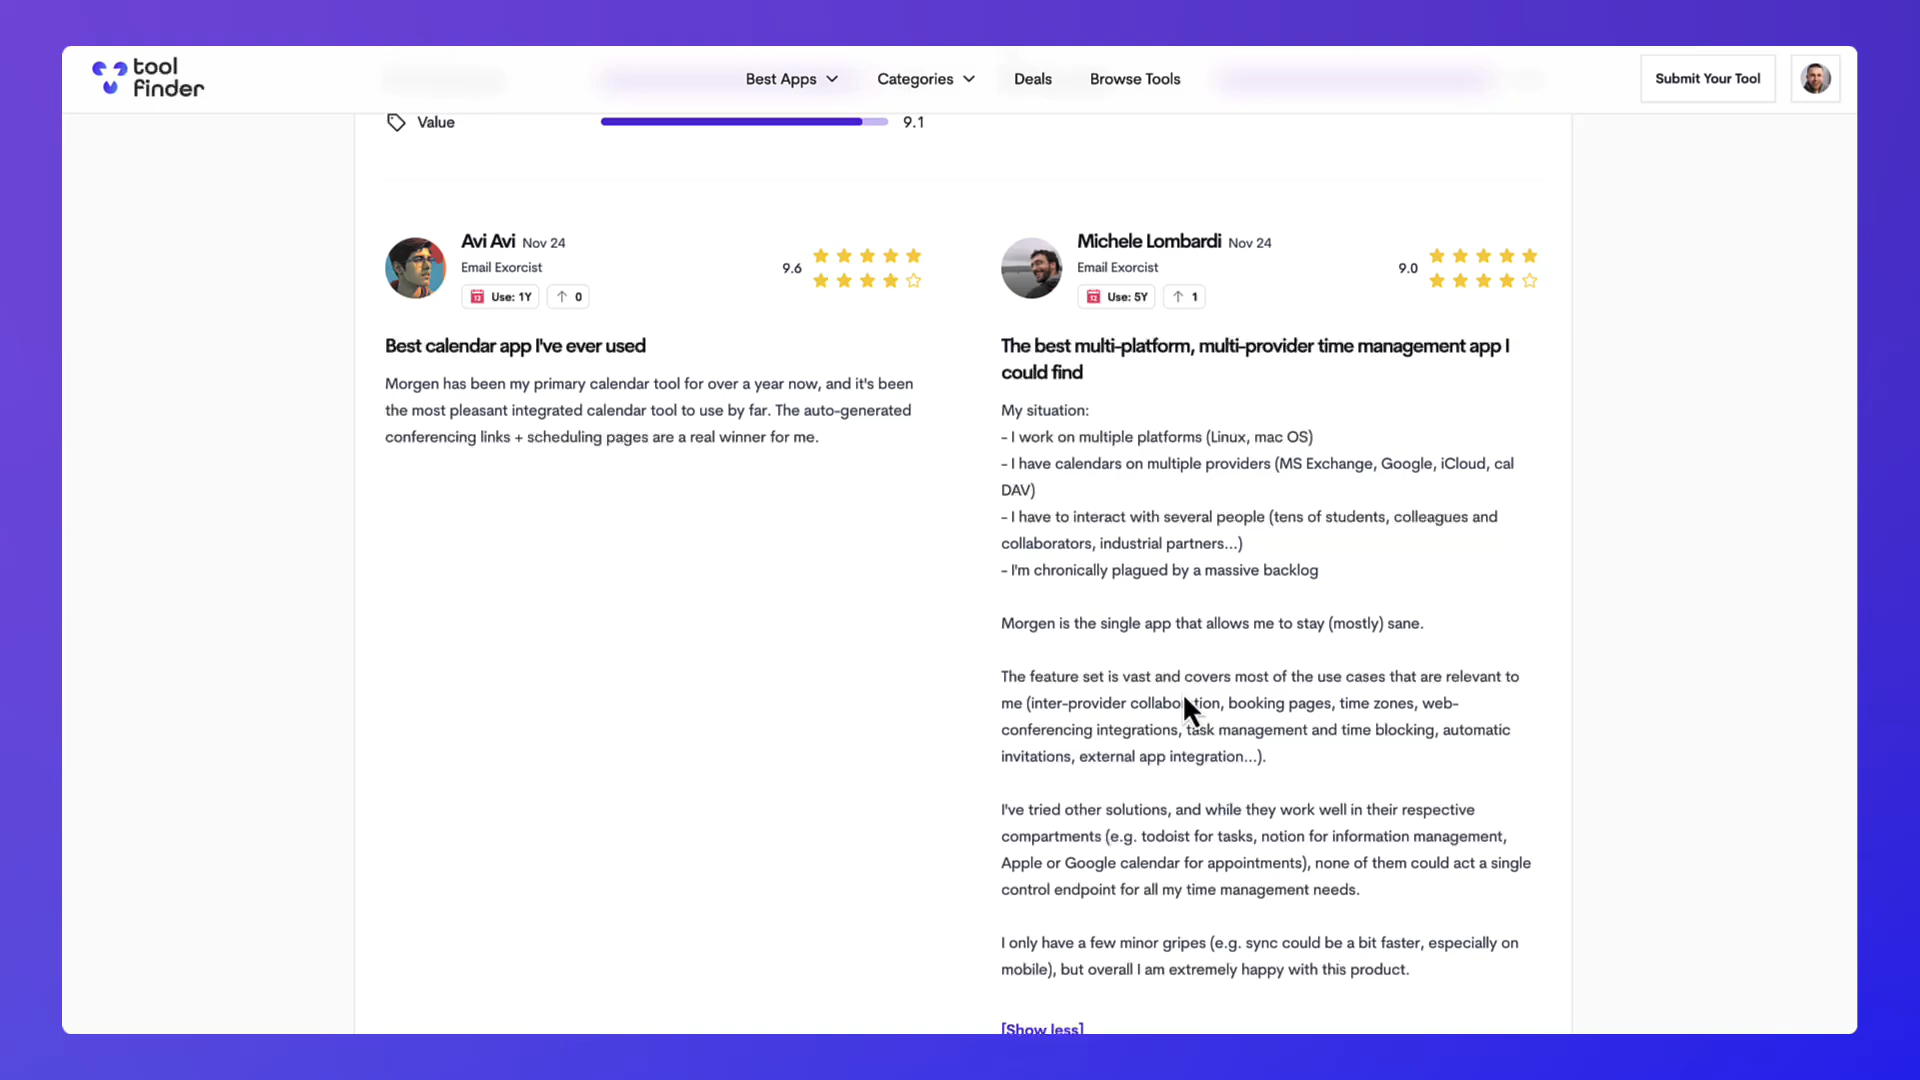 tool
finder
Best Apps
Categories
Deals
Browse Tools
Submit Your Tool
Value
9.1
Avi Avi Nov 24
Email Exorcist
Use: 1Y
0
9.6
Best calendar app I've ever used
Morgen has been my primary calendar tool for over a year now, and it's been
the most pleasant integrated calendar tool to use by far. The auto-generated
conferencing links + scheduling pages are a real winner for me.
Michele Lombardi Nov 24
Email Exorcist
Use: 5Y
1
9.0
The best multi-platform, multi-provider time management app I
could find
My situation:
- I work on multiple platforms (Linux, mac OS)
- I have calendars on multiple providers (MS Exchange, Google, iCloud, cal
DAV)
- I have to interact with several people (tens of students, colleagues and
collaborators, industrial partners...)
- I'm chronically plagued by a massive backlog
Morgen is the single app that allows me to stay (mostly) sane.
The feature set is vast and covers most of the use cases that are relevant to
me (inter-provider collaboration, booking pages, time zones, web-
conferencing integrations, task management and time blocking, automatic
invitations, external app integration...).
I've tried other solutions, and while they work well in their respective
compartments (e.g. todoist for tasks, notion for information management,
Apple or Google calendar for appointments), none of them could act a single
control endpoint for all my time management needs.
I only have a few minor gripes (e.g. sync could be a bit faster, especially on
mobile), but overall I am extremely happy with this product.
[Show less]